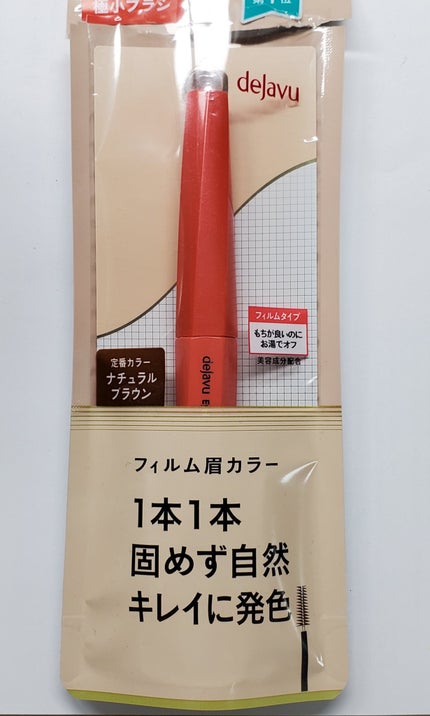 極小ブラシ
dejavu
フィルムタイプ
もちが良いのに
お湯でオフ
美容成分配合
定番カラー
ナチュラル
ブラウン
dejavu
フィルム眉カラー
1本1本
固めず自然
キレイに発色